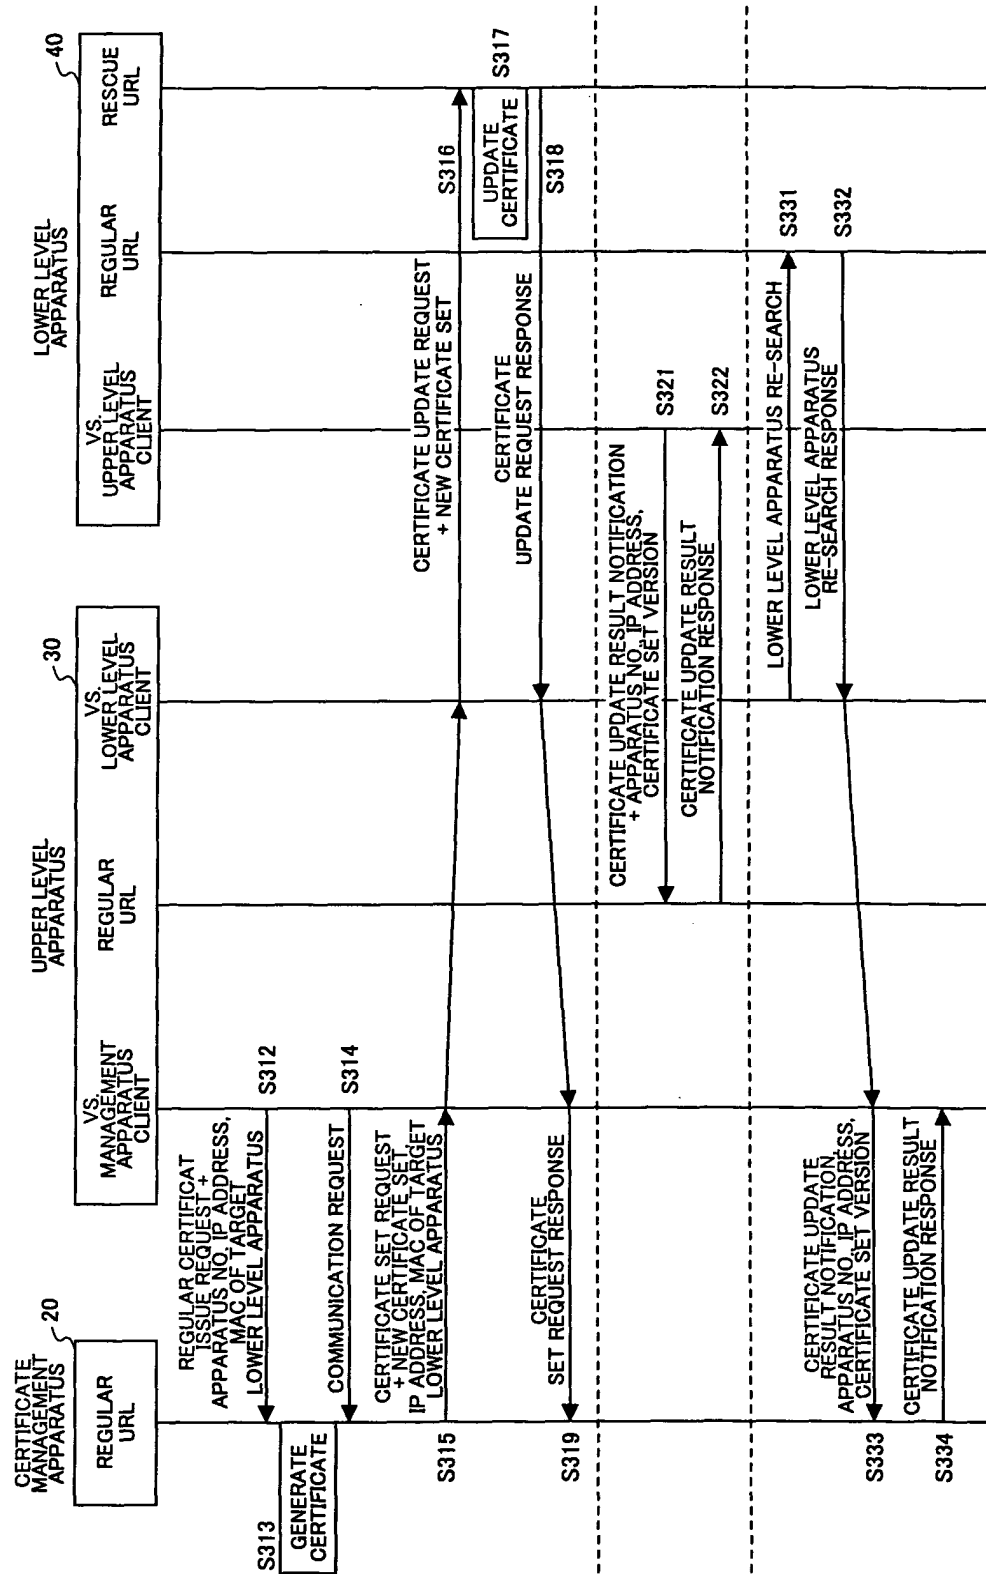 CERTIFICATE
MANAGEMENT
APPARATUS
20
REGULAR
URL
UPPER LEVEL
APPARATUS
30
VS.
MANAGEMENT
APPARATUS
CLIENT
REGULAR
URL
VS.
LOWER LEVEL
APPARATUS
CLIENT
LOWER LEVEL
APPARATUS
40
VS.
UPPER LEVEL
APPARATUS
CLIENT
REGULAR
URL
RESCUE
URL
REGULAR CERTIFICAT
ISSUE REQUEST +
APPARATUS NO., IP ADDRESS,
MAC OF TARGET
LOWER LEVEL APPARATUS
S312
S313
GENERATE
CERTIFICATE
COMMUNICATION REQUEST
S314
CERTIFICATE SET REQUEST
+ NEW CERTIFICATE SET,
IP ADDRESS, MAC OF TARGET
LOWER LEVEL APPARATUS
S315
CERTIFICATE UPDATE REQUEST
+ NEW CERTIFICATE SET
S316
UPDATE
CERTIFICATE
S317
CERTIFICATE
UPDATE REQUEST RESPONSE
S318
CERTIFICATE
SET REQUEST RESPONSE
S319
CERTIFICATE UPDATE RESULT NOTIFICATION
+ APPARATUS NO., IP ADDRESS,
CERTIFICATE SET VERSION
S321
CERTIFICATE UPDATE RESULT
NOTIFICATION RESPONSE
S322
LOWER LEVEL APPARATUS RE-SEARCH
S331
LOWER LEVEL APPARATUS
RE-SEARCH RESPONSE
S332
CERTIFICATE UPDATE
RESULT NOTIFICATION,
APPARATUS NO., IP ADDRESS,
CERTIFICATE SET VERSION
S333
CERTIFICATE UPDATE RESULT
NOTIFICATION RESPONSE
S334